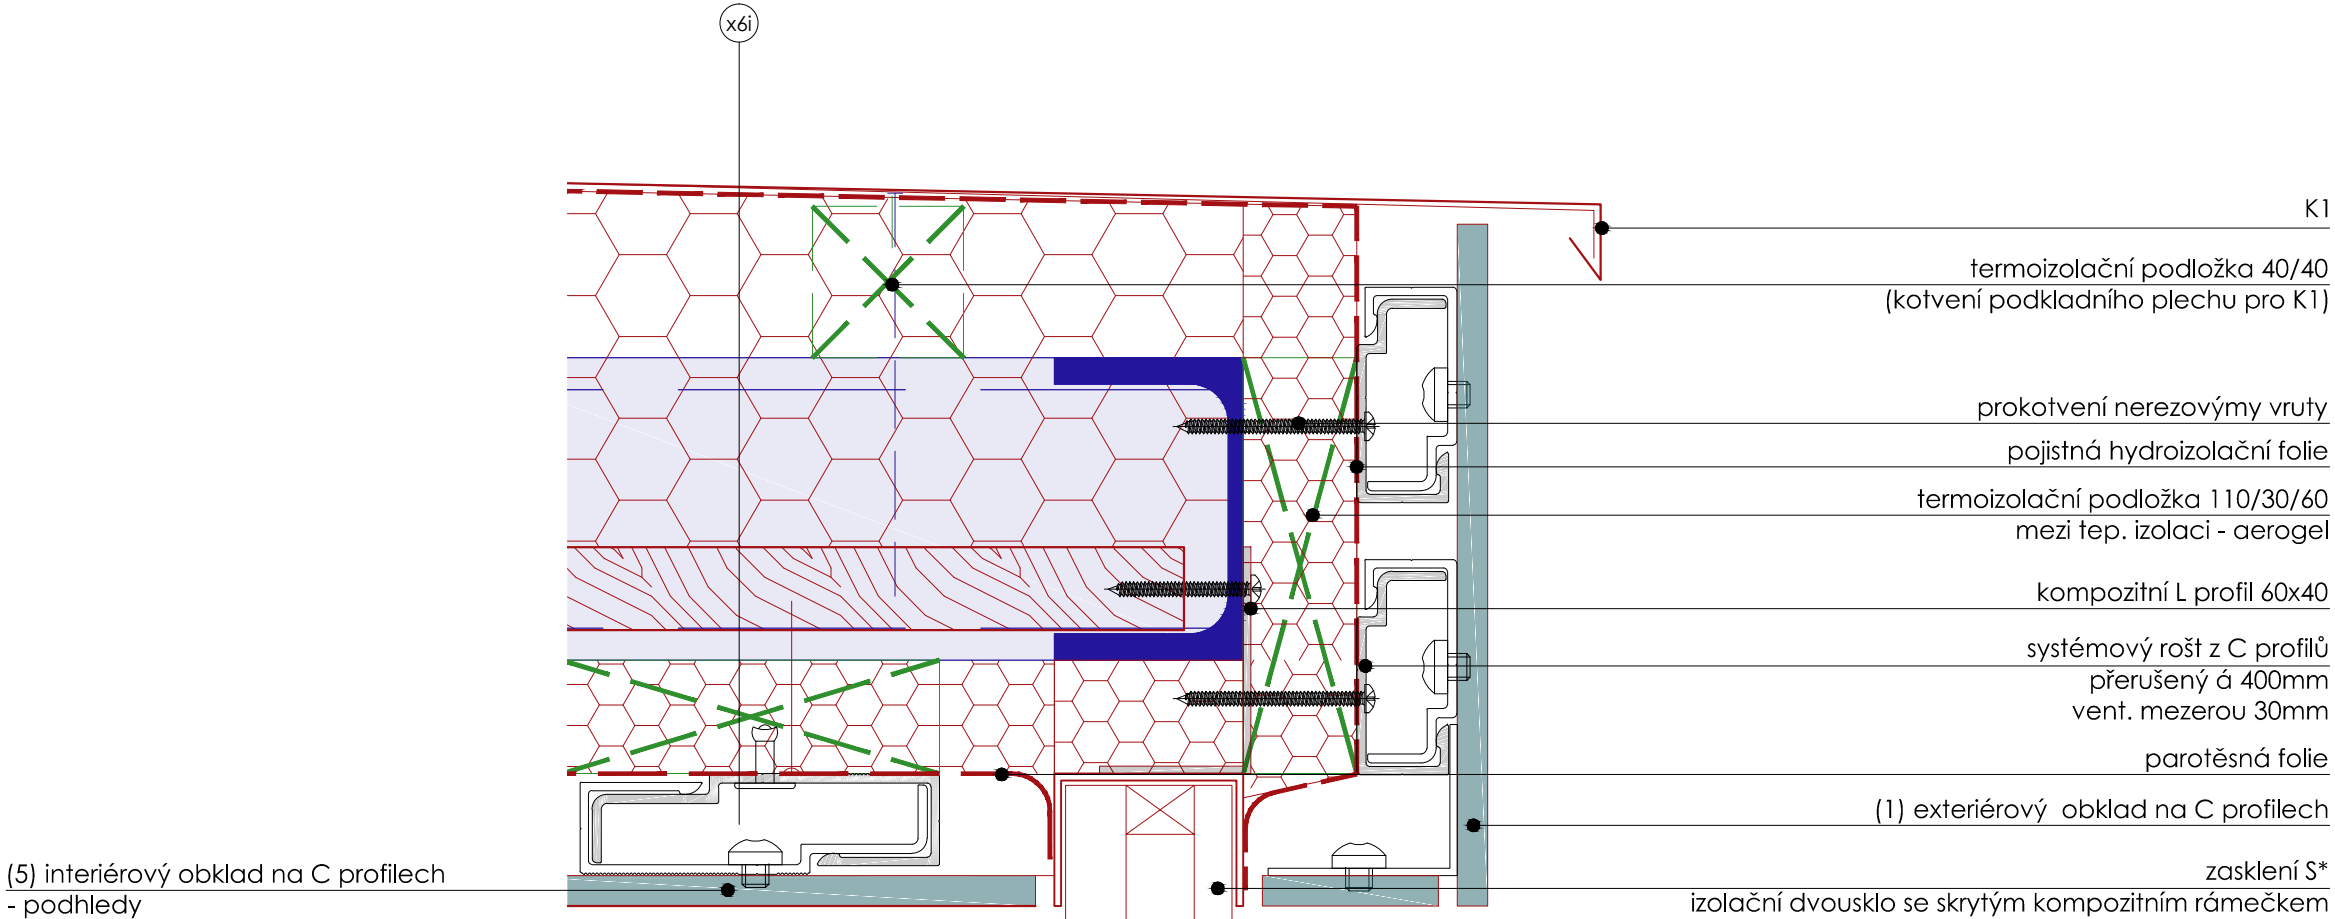 x6i
K1
termoizolační podložka 40/40
(kotvení podkladního plechu pro K1)
prokotvení nerezovýmy vruty
pojistná hydroizolační folie
termoizolační podložka 110/30/60
mezi tep. izolaci - aerogel
kompozitní L profil 60x40
systémový rošt z C profilů
přerušený á 400mm
vent. mezerou 30mm
parotěsná folie
(1) exteriérový obklad na C profilech
(5) interiérový obklad na C profilech
- podhledy
zasklení S*
izolační dvousklo se skrytým kompozitním rámečkem